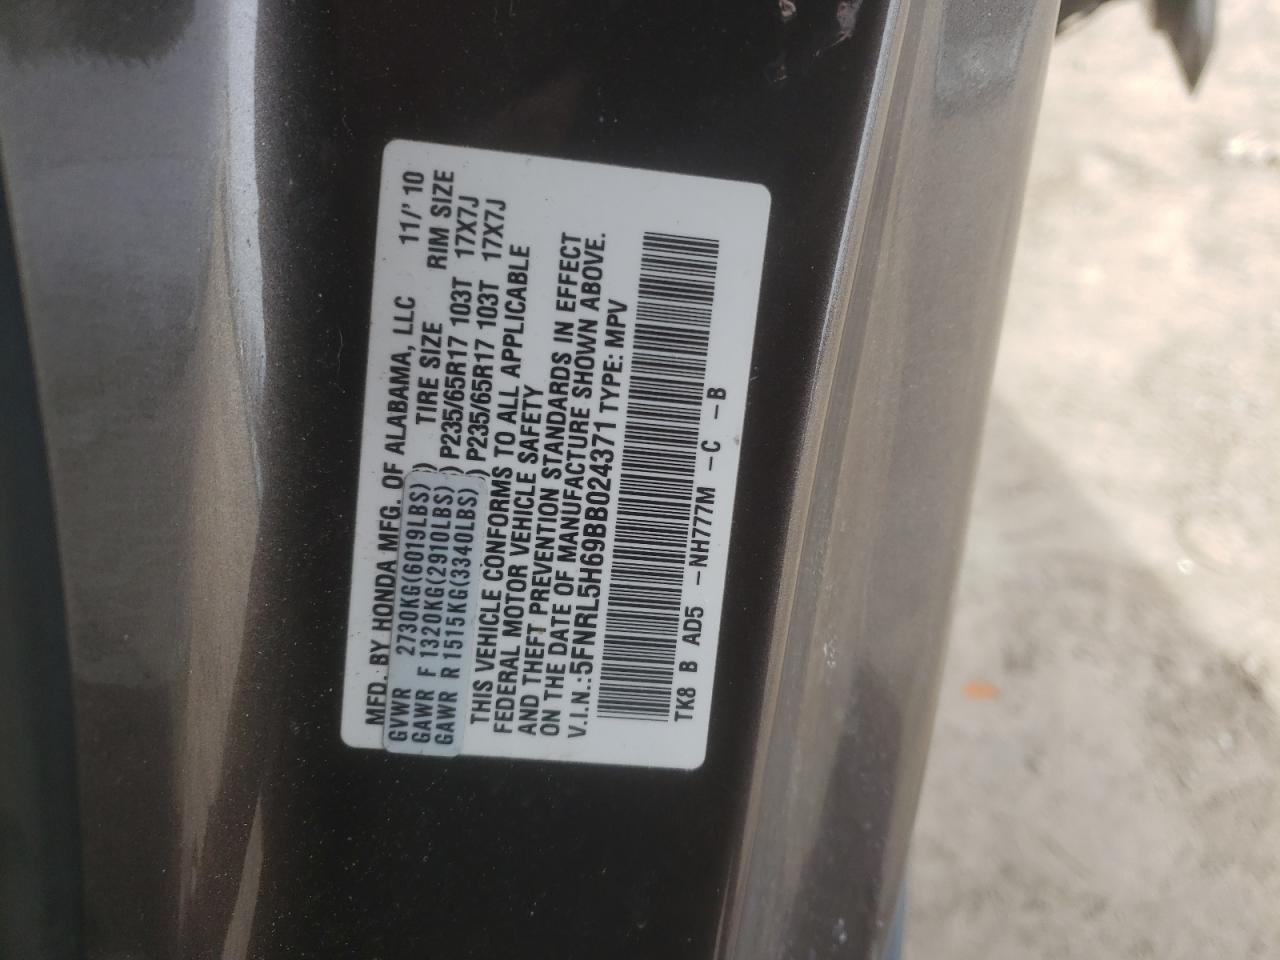 MFD. BY HONDA MFG. OF ALABAMA, LLC 11/'10
TIRE SIZE RIM SIZE
GVWR 2730KG(6019LBS)
GAWR F 1320KG(2910LBS) P235/65R17 103T 17X7J
GAWR R 1515KG(3340LBS) P235/65R17 103T 17X7J
THIS VEHICLE CONFORMS TO ALL APPLICABLE
FEDERAL MOTOR VEHICLE SAFETY
AND THEFT PREVENTION STANDARDS IN EFFECT
ON THE DATE OF MANUFACTURE SHOWN ABOVE.
V.I.N.:5FNRL5H69BB024371 TYPE: MPV
TK8 B AD5 -NH777M -C -B